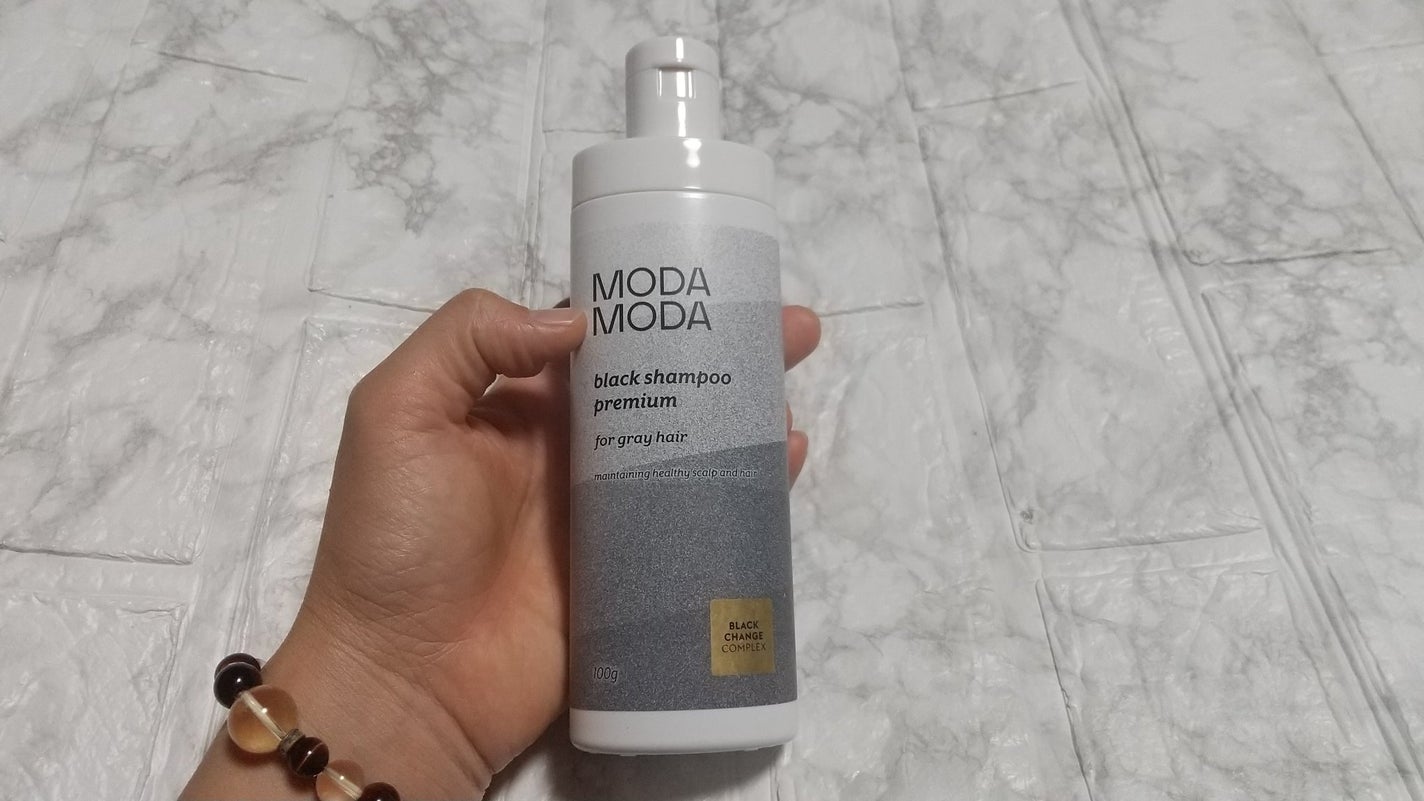 MODA
MODA
black shampoo
premium
for gray hair
maintaining healthy scalp and hair
BLACK
CHANGE
COMPLEX
100g